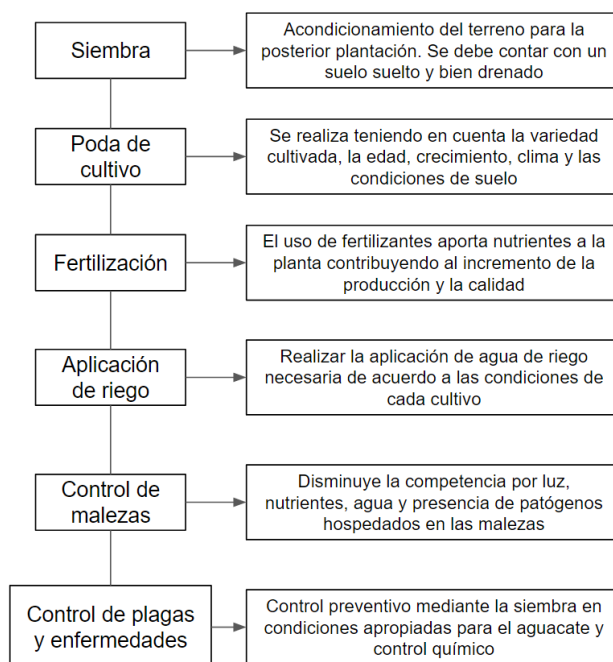 Siembra
Acondicionamiento del terreno para la
posterior plantación. Se debe contar con un
suelo suelto y bien drenado
Poda de
cultivo
Se realiza teniendo en cuenta la variedad
cultivada, la edad, crecimiento, clima y las
condiciones de suelo
Fertilización
El uso de fertilizantes aporta nutrientes a la
planta contribuyendo al incremento de la
producción y la calidad
Aplicación
de riego
Realizar la aplicación de agua de riego
necesaria de acuerdo a las condiciones de
cada cultivo
Control de
malezas
Disminuye la competencia por luz,
nutrientes, agua y presencia de patógenos
hospedados en las malezas
Control de plagas
y enfermedades
Control preventivo mediante la siembra en
condiciones apropiadas para el aguacate y
control químico